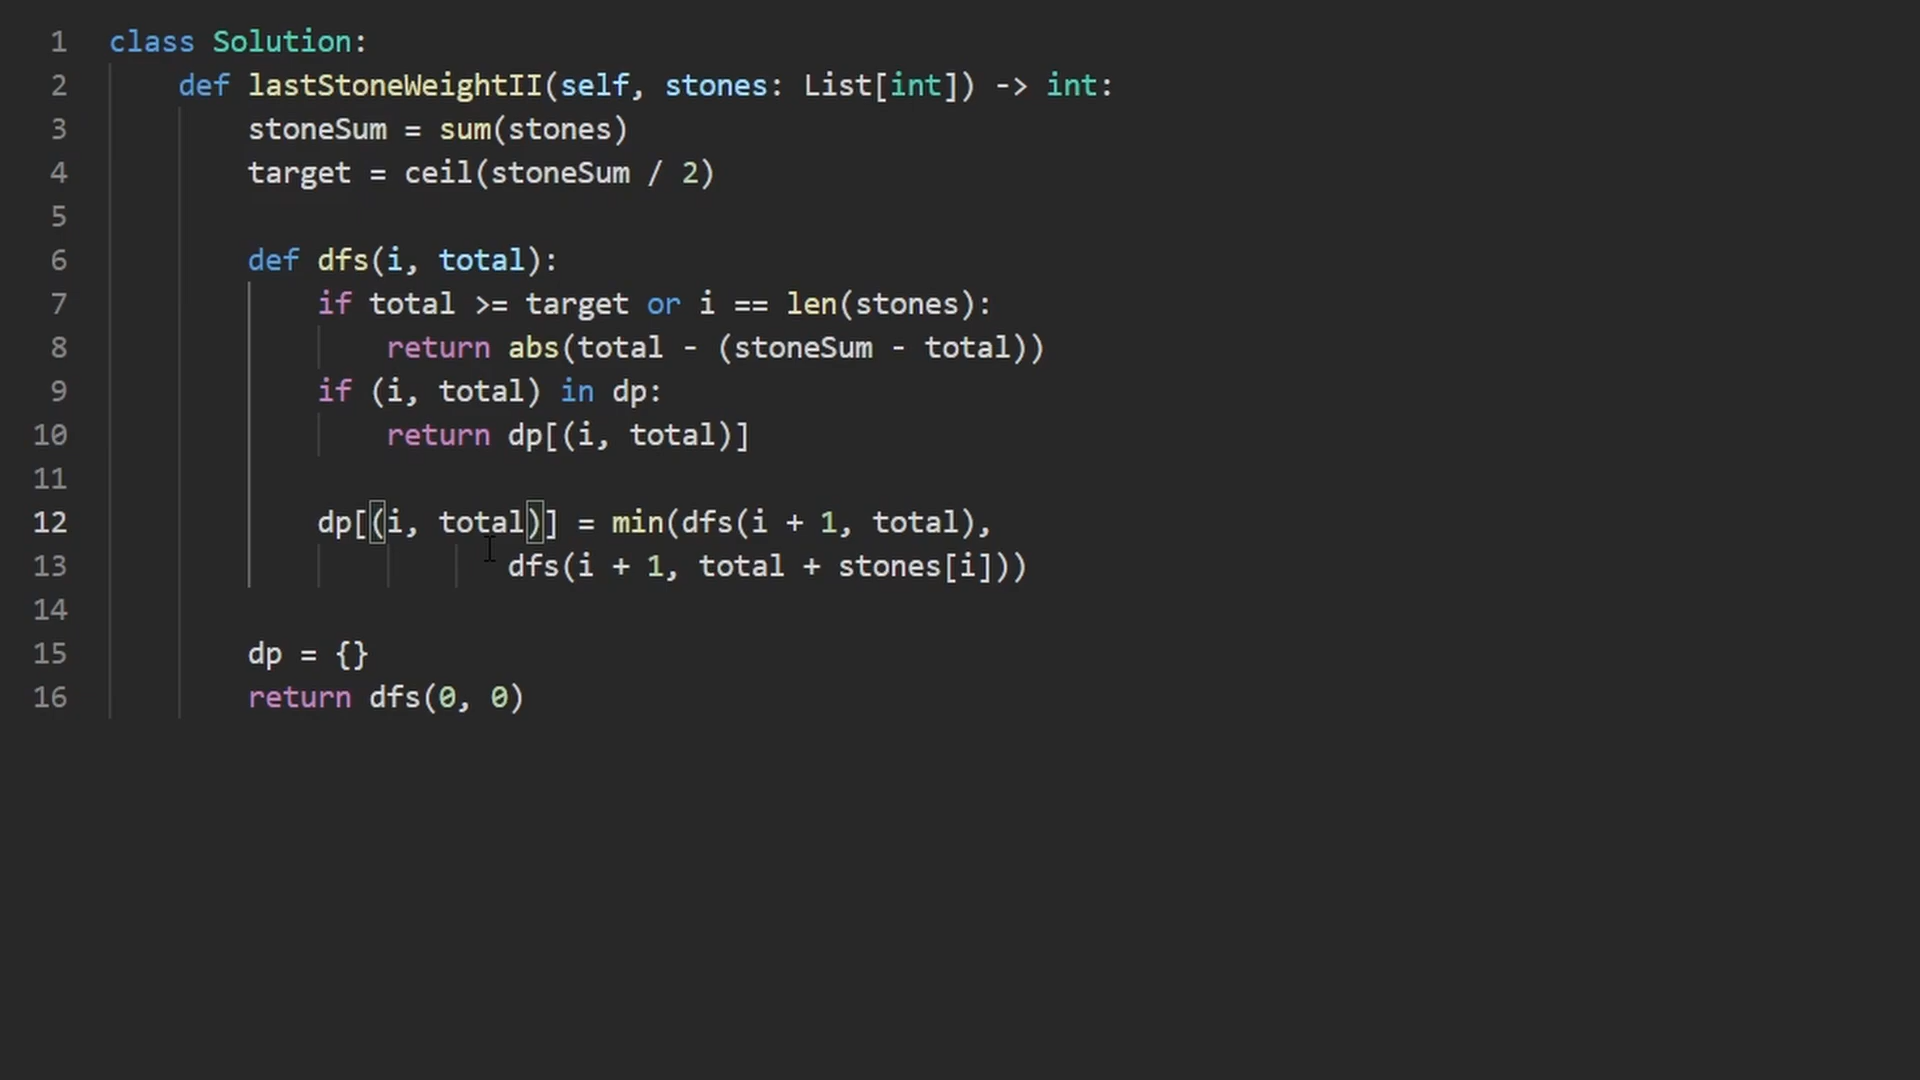 1 class Solution:
2 def lastStoneWeightII(self, stones: List[int]) -> int:
3 stoneSum = sum(stones)
4 target = ceil(stoneSum / 2)
5
6 def dfs(i, total):
7 if total >= target or i == len(stones):
8 return abs(total - (stoneSum - total))
9 if (i, total) in dp:
10 return dp[(i, total)]
11
12 dp[(i, total)] = min(dfs(i + 1, total),
13 dfs(i + 1, total + stones[i]))
14
15 dp = {}
16 return dfs(0, 0)